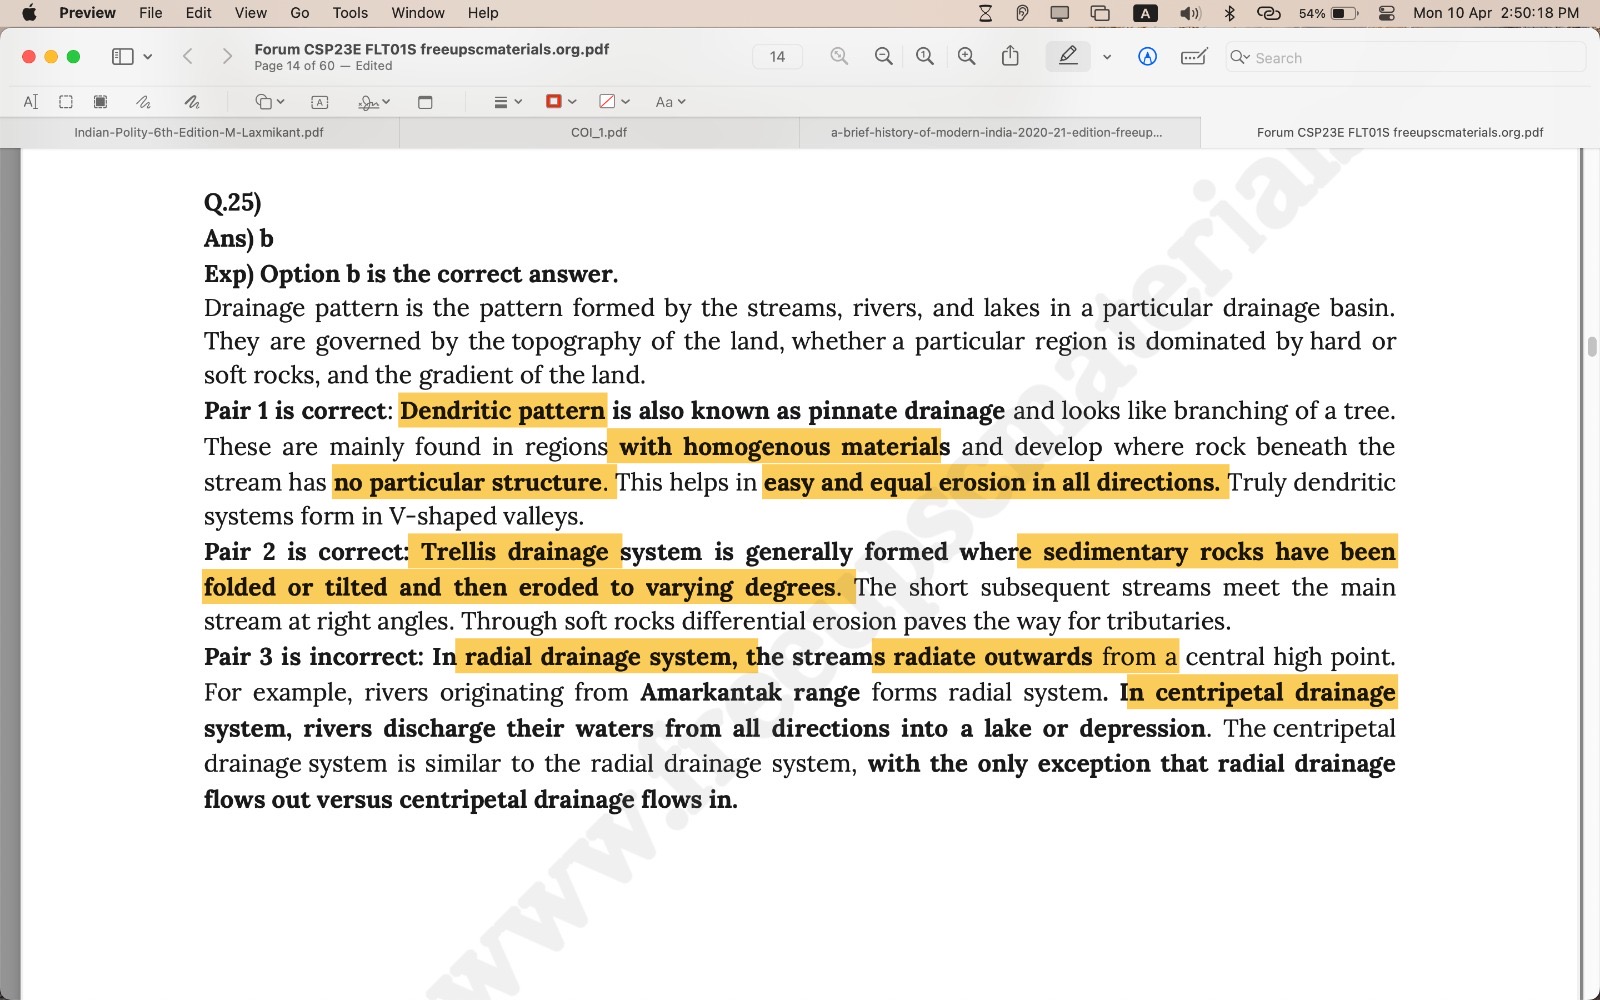 Preview File Edit View Go Tools Window Help A 54% Mon 10 Apr 2:50:18 PM
Forum CSP23E FLT01S freeupscmaterials.org.pdf
Page 14 of 60 — Edited
14
Search
Aa
Indian-Polity-6th-Edition-M-Laxmikant.pdf
COI_1.pdf
a-brief-history-of-modern-india-2020-21-edition-freeup...
Forum CSP23E FLT01S freeupscmaterials.org.pdf
Q.25)
Ans) b
Exp) Option b is the correct answer.
Drainage pattern is the pattern formed by the streams, rivers, and lakes in a particular drainage basin.
They are governed by the topography of the land, whether a particular region is dominated by hard or
soft rocks, and the gradient of the land.
Pair 1 is correct: Dendritic pattern is also known as pinnate drainage and looks like branching of a tree.
These are mainly found in regions with homogenous materials and develop where rock beneath the
stream has no particular structure. This helps in easy and equal erosion in all directions. Truly dendritic
systems form in V-shaped valleys.
Pair 2 is correct: Trellis drainage system is generally formed where sedimentary rocks have been
folded or tilted and then eroded to varying degrees. The short subsequent streams meet the main
stream at right angles. Through soft rocks differential erosion paves the way for tributaries.
Pair 3 is incorrect: In radial drainage system, the streams radiate outwards from a central high point.
For example, rivers originating from Amarkantak range forms radial system. In centripetal drainage
system, rivers discharge their waters from all directions into a lake or depression. The centripetal
drainage system is similar to the radial drainage system, with the only exception that radial drainage
flows out versus centripetal drainage flows in.
www.freeupscmaterial